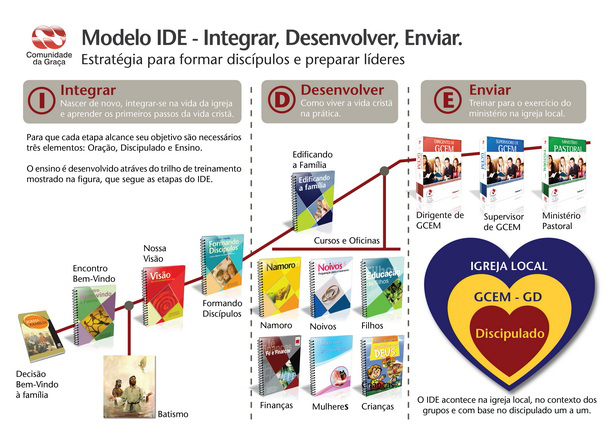 Comunidade
da Graça
Modelo IDE - Integrar, Desenvolver, Enviar.
Estratégia para formar discípulos e preparar líderes
I
Integrar
Nascer de novo, integrar-se na vida da igreja
e aprender os primeiros passos da vida cristã.
D
Desenvolver
Como viver a vida cristã
na prática.
E
Enviar
Treinar para o exercício do
ministério na igreja local.
Para que cada etapa alcance seu objetivo são necessários
três elementos: Oração, Discipulado e Ensino.
O ensino é desenvolvido atráves do trilho de treinamento
mostrado na figura, que segue as etapas do IDE.
Decisão
Bem-Vindo
à família
Encontro
Bem-Vindo
Batismo
Nossa
Visão
Visão
Formando
Discípulos
Formando
Discípulos
Edificando
a Família
Edificando
a família
Cursos e Oficinas
Namoro
Namoro
Noivos
Noivos
Educação
Filhos
Filhos
Finanças
Mulheres
DEUS
Crianças
DIRIGENTE DE
GCEM
Dirigente de
GCEM
SUPERVISOR DE
GCEM
Supervisor
de GCEM
MINISTÉRIO
PASTORAL
Ministério
Pastoral
IGREJA LOCAL
GCEM - GD
Discipulado
O IDE acontece na igreja local, no contexto dos
grupos e com base no discipulado um a um.